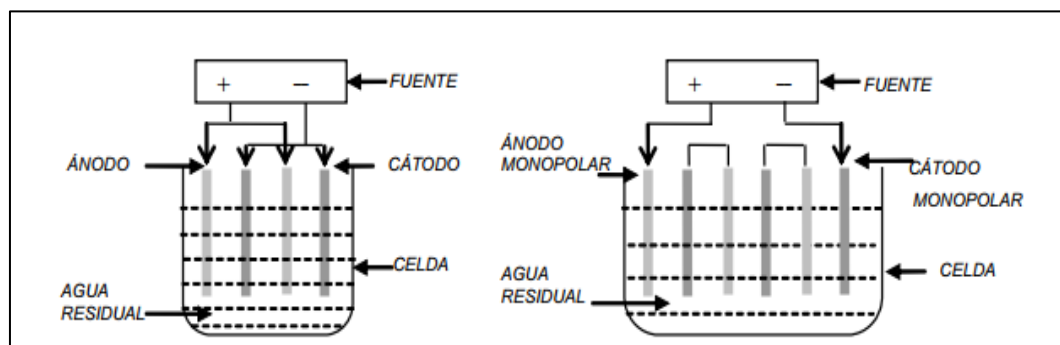 + −
FUENTE
ÁNODO
CÁTODO
CELDA
AGUA
RESIDUAL
+ −
FUENTE
ÁNODO
MONOPOLAR
CÁTODO
MONOPOLAR
AGUA
RESIDUAL
CELDA